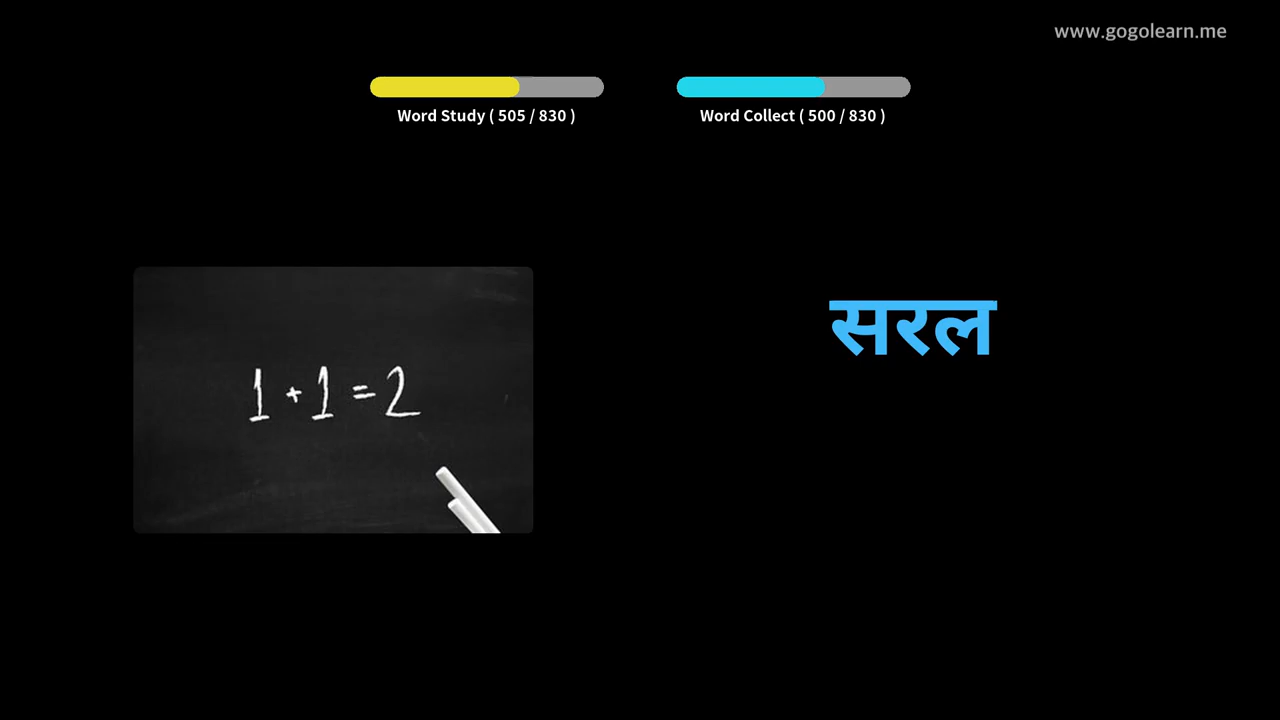 www.gogolearn.me
Word Study ( 505 / 830 )
Word Collect ( 500 / 830 )
सरल
1 + 1 = 2